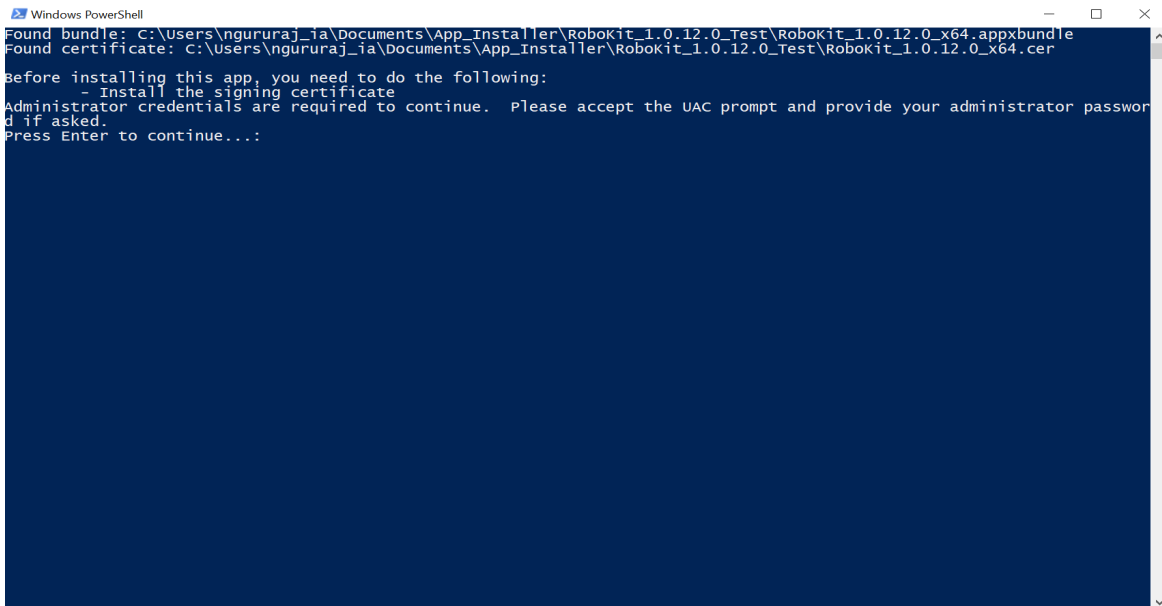 Windows PowerShell
Found bundle: C:\Users\ngururaj_ia\Documents\App_Installer\RoboKit_1.0.12.0_Test\RoboKit_1.0.12.0_x64.appxbundle
Found certificate: C:\Users\ngururaj_ia\Documents\App_Installer\RoboKit_1.0.12.0_Test\RoboKit_1.0.12.0_x64.cer
Before installing this app, you need to do the following:
- Install the signing certificate
Administrator credentials are required to continue.  Please accept the UAC prompt and provide your administrator passwor
d if asked.
Press Enter to continue...: